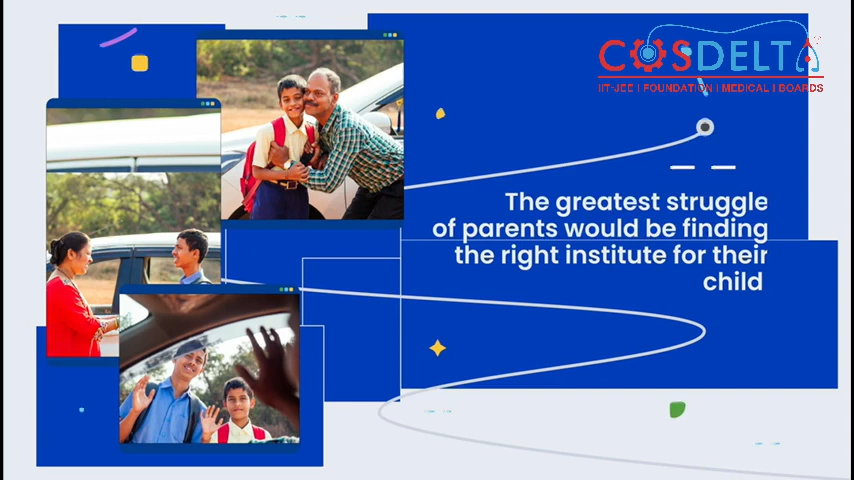 COSDELTA
IIT-JEE | FOUNDATION | MEDICAL | BOARDS
The greatest struggle
of parents would be finding
the right institute for their
child